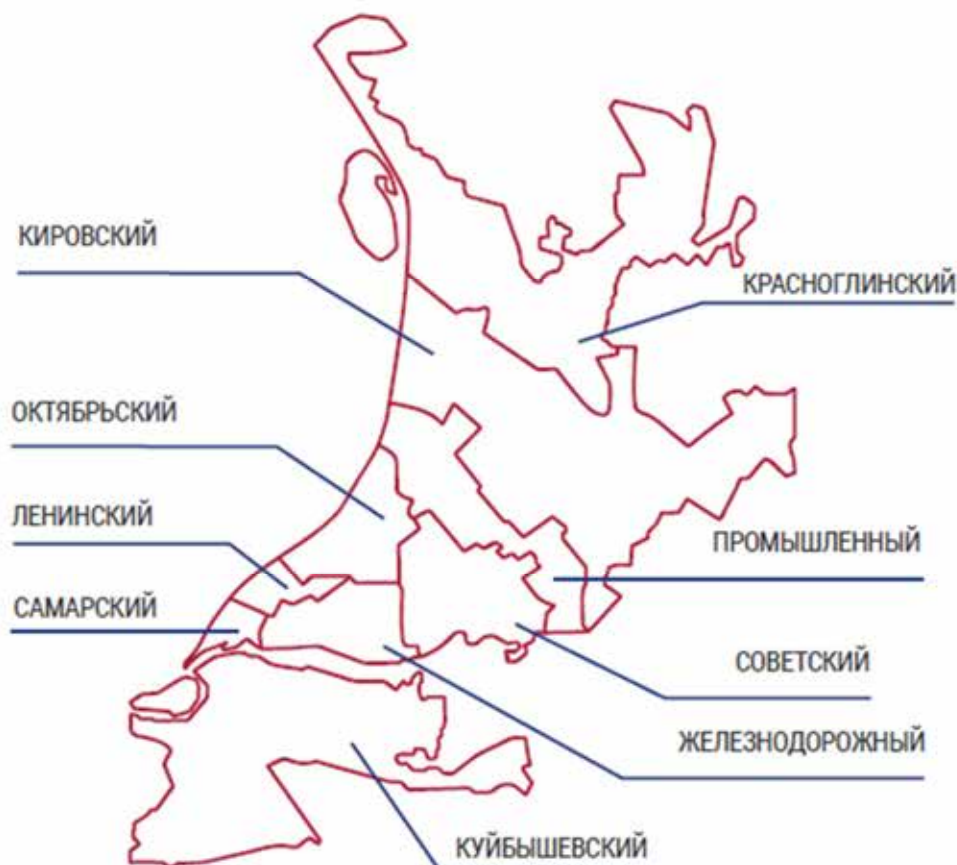 КИРОВСКИЙ
КРАСНОГЛИНСКИЙ
ОКТЯБРЬСКИЙ
ЛЕНИНСКИЙ
ПРОМЫШЛЕННЫЙ
САМАРСКИЙ
СОВЕТСКИЙ
ЖЕЛЕЗНОДОРОЖНЫЙ
КУЙБЫШЕВСКИЙ